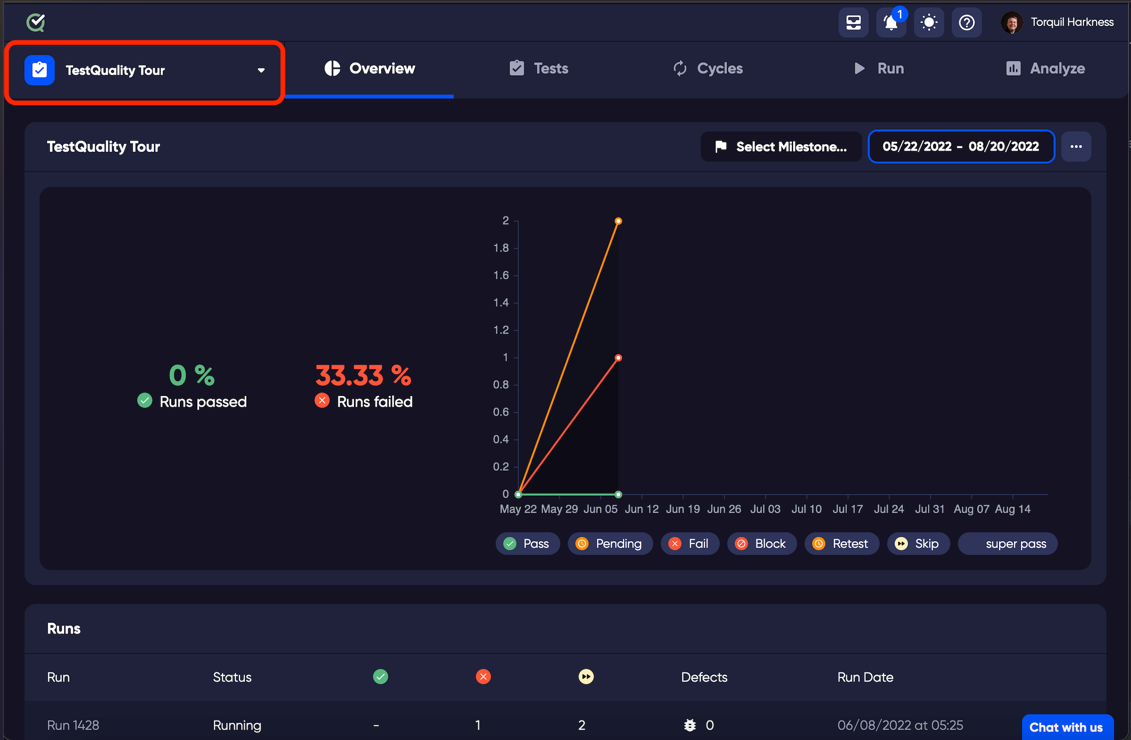 1
Torquil Harkness
TestQuality Tour
Overview
Tests
Cycles
Run
Analyze
TestQuality Tour
Select Milestone...
05/22/2022 - 08/20/2022
0 %
Runs passed
33.33 %
Runs failed
2
1.8
1.6
1.4
1.2
1
0.8
0.6
0.4
0.2
0
May 22 May 29 Jun 05 Jun 12 Jun 19 Jun 26 Jul 03 Jul 10 Jul 17 Jul 24 Jul 31 Aug 07 Aug 14
Pass Pending Fail Block Retest Skip super pass
Runs
Run Status Defects Run Date
Run 1428 Running - 1 2 0 06/08/2022 at 05:25
Chat with us